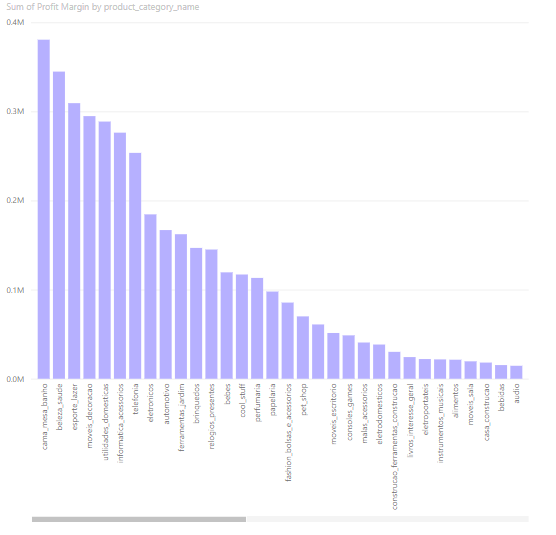 Sum of Profit Margin by product_category_name
0.4M
0.3M
0.2M
0.1M
0.0M
cama_mesa_banho
beleza_saude
esporte_lazer
moveis_decoracao
utilidades_domesticas
informatica_acessorios
telefonia
eletronicos
automotivo
ferramentas_jardim
brinquedos
relogios_presentes
bebes
cool_stuff
perfumaria
papelaria
fashion_bolsas_e_acessorios
pet_shop
moveis_escritorio
consoles_games
malas_acessorios
eletrodomesticos
construcao_ferramentas_construcao
livros_interesse_geral
eletroportateis
instrumentos_musicais
alimentos
moveis_sala
casa_construcao
bebidas
audio